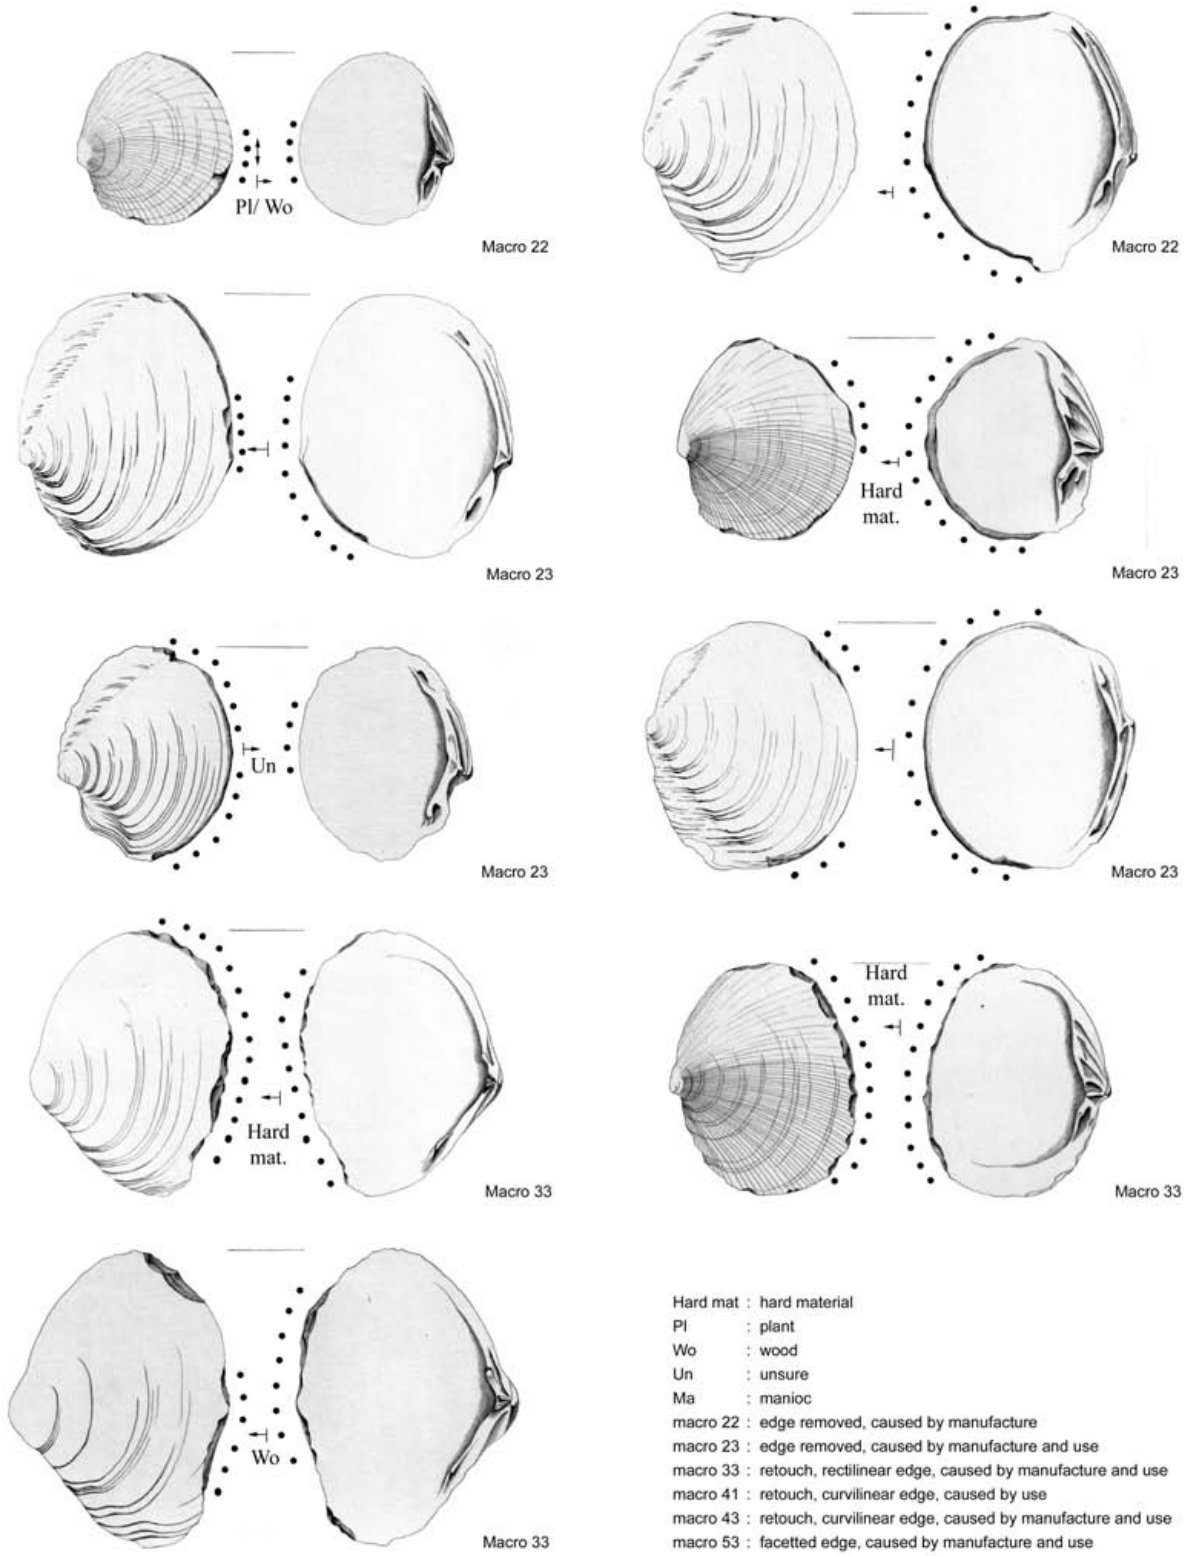 Pl/ Wo
Macro 22
Macro 22
Macro 23
Hard
mat.
Macro 23
Un
Macro 23
Macro 23
Hard
mat.
Macro 33
Hard
mat.
Macro 33
Wo
Macro 33
Hard mat : hard material
Pl : plant
Wo : wood
Un : unsure
Ma : manioc
macro 22 : edge removed, caused by manufacture
macro 23 : edge removed, caused by manufacture and use
macro 33 : retouch, rectilinear edge, caused by manufacture and use
macro 41 : retouch, curvilinear edge, caused by use
macro 43 : retouch, curvilinear edge, caused by manufacture and use
macro 53 : facetted edge, caused by manufacture and use